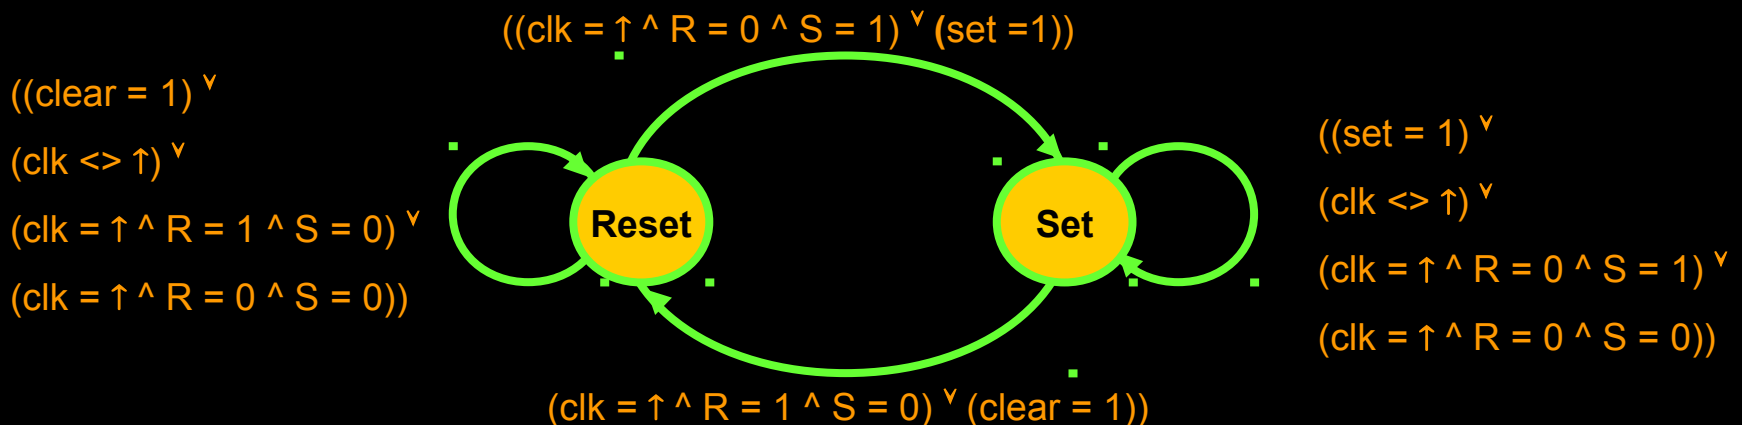 ((clk = ↑ ^ R = 0 ^ S = 1) ˅ (set =1))
((clear = 1) ˅
(clk <> ↑) ˅
(clk = ↑ ^ R = 1 ^ S = 0) ˅
(clk = ↑ ^ R = 0 ^ S = 0))
Reset
Set
((set = 1) ˅
(clk <> ↑) ˅
(clk = ↑ ^ R = 0 ^ S = 1) ˅
(clk = ↑ ^ R = 0 ^ S = 0))
(clk = ↑ ^ R = 1 ^ S = 0) ˅ (clear = 1))